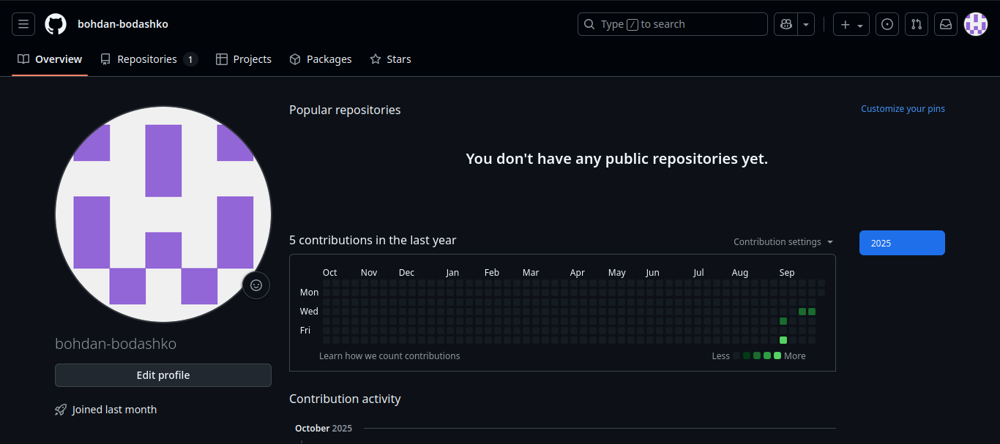 bohdan-bodashko
Type / to search
Overview
Repositories 1
Projects
Packages
Stars
Popular repositories
Customize your pins
You don't have any public repositories yet.
5 contributions in the last year
Contribution settings
2025
Oct Nov Dec Jan Feb Mar Apr May Jun Jul Aug Sep
Mon
Wed
Fri
Learn how we count contributions
Less More
bohdan-bodashko
Edit profile
Joined last month
Contribution activity
October 2025